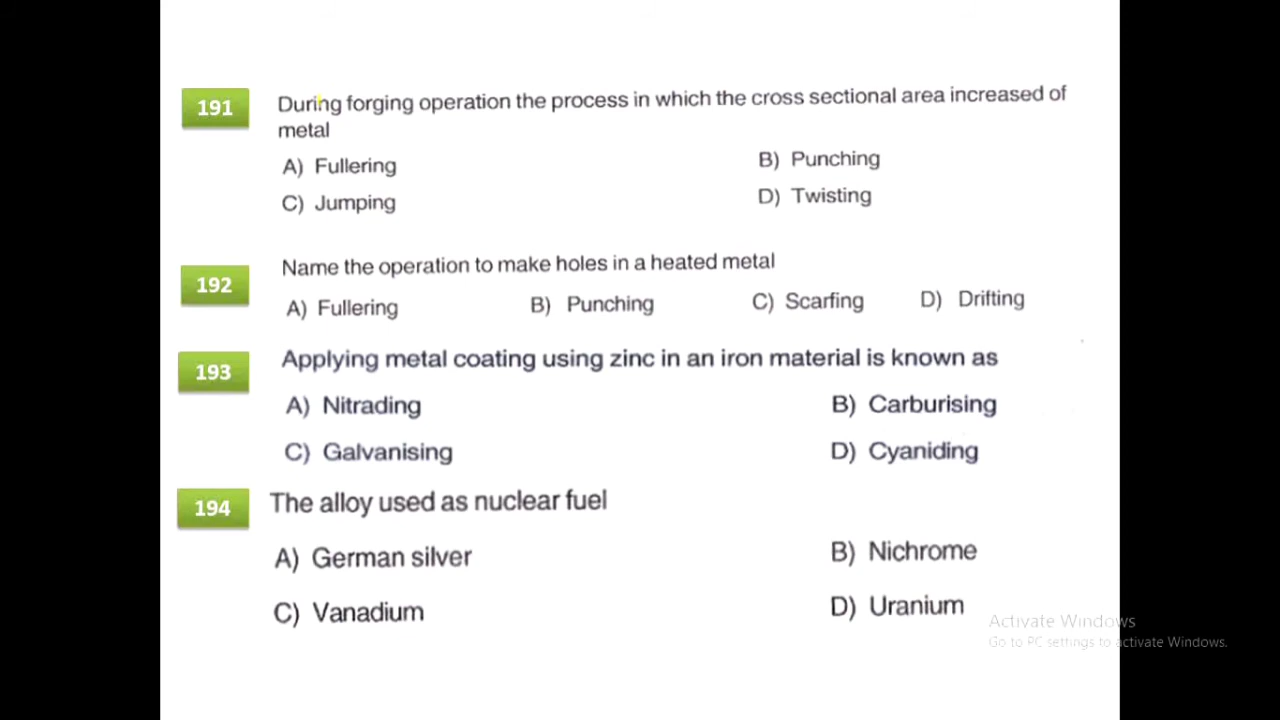 191 During forging operation the process in which the cross sectional area increased of
metal
A) Fullering B) Punching
C) Jumping D) Twisting
192 Name the operation to make holes in a heated metal
A) Fullering B) Punching C) Scarfing D) Drifting
193 Applying metal coating using zinc in an iron material is known as
A) Nitrading B) Carburising
C) Galvanising D) Cyaniding
194 The alloy used as nuclear fuel
A) German silver B) Nichrome
C) Vanadium D) Uranium
Activate Windows
Go to PC settings to activate Windows.